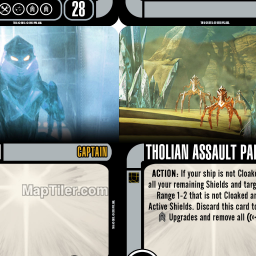 28
CAPTAIN
THOLIAN ASSAULT PA
ACTION: If your ship is not Cloak
all your remaining Shields and targ
Range 1-2 that is not Cloaked an
Active Shields. Discard this card to
Upgrades and remove all
MapTiler.com